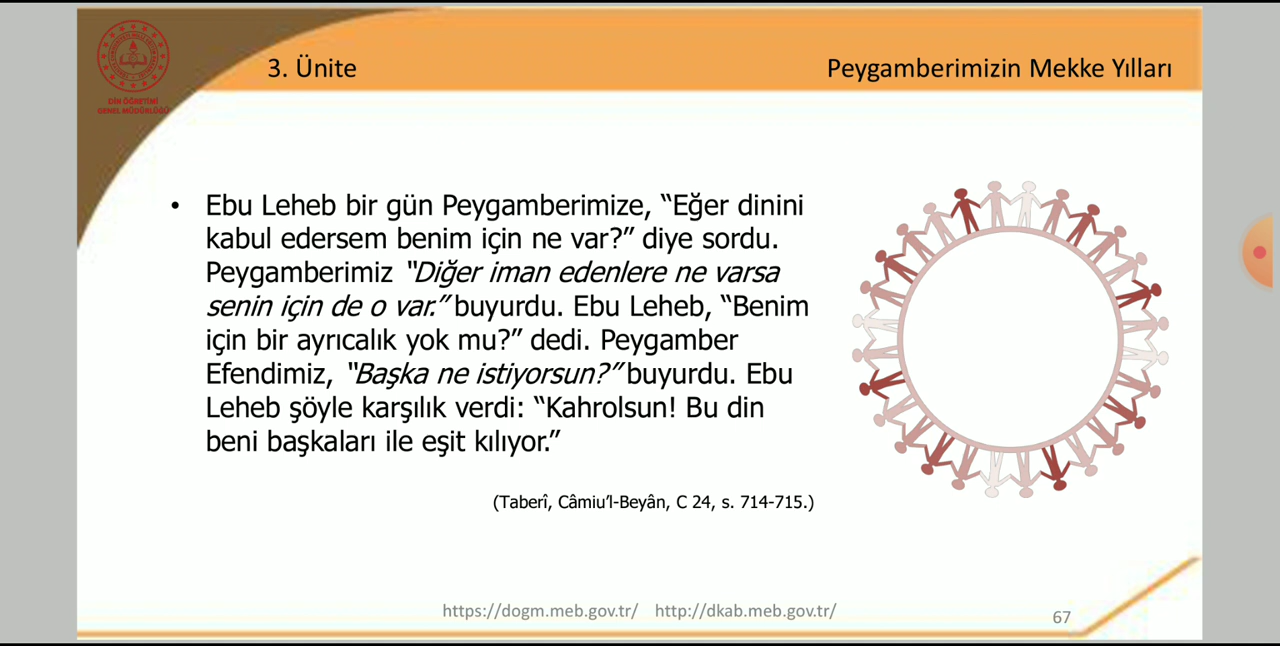 DİN ÖĞRETİMİ
GENEL MÜDÜRLÜĞÜ
3. Ünite
Peygamberimizin Mekke Yılları
• Ebu Leheb bir gün Peygamberimize, “Eğer dinini
kabul edersem benim için ne var?” diye sordu.
Peygamberimiz “Diğer iman edenlere ne varsa
senin için de o var.” buyurdu. Ebu Leheb, “Benim
için bir ayrıcalık yok mu?” dedi. Peygamber
Efendimiz, “Başka ne istiyorsun?” buyurdu. Ebu
Leheb şöyle karşılık verdi: “Kahrolsun! Bu din
beni başkaları ile eşit kılıyor.”
(Taberî, Câmiu’l-Beyân, C 24, s. 714-715.)
https://dogm.meb.gov.tr/ http://dkab.meb.gov.tr/
67